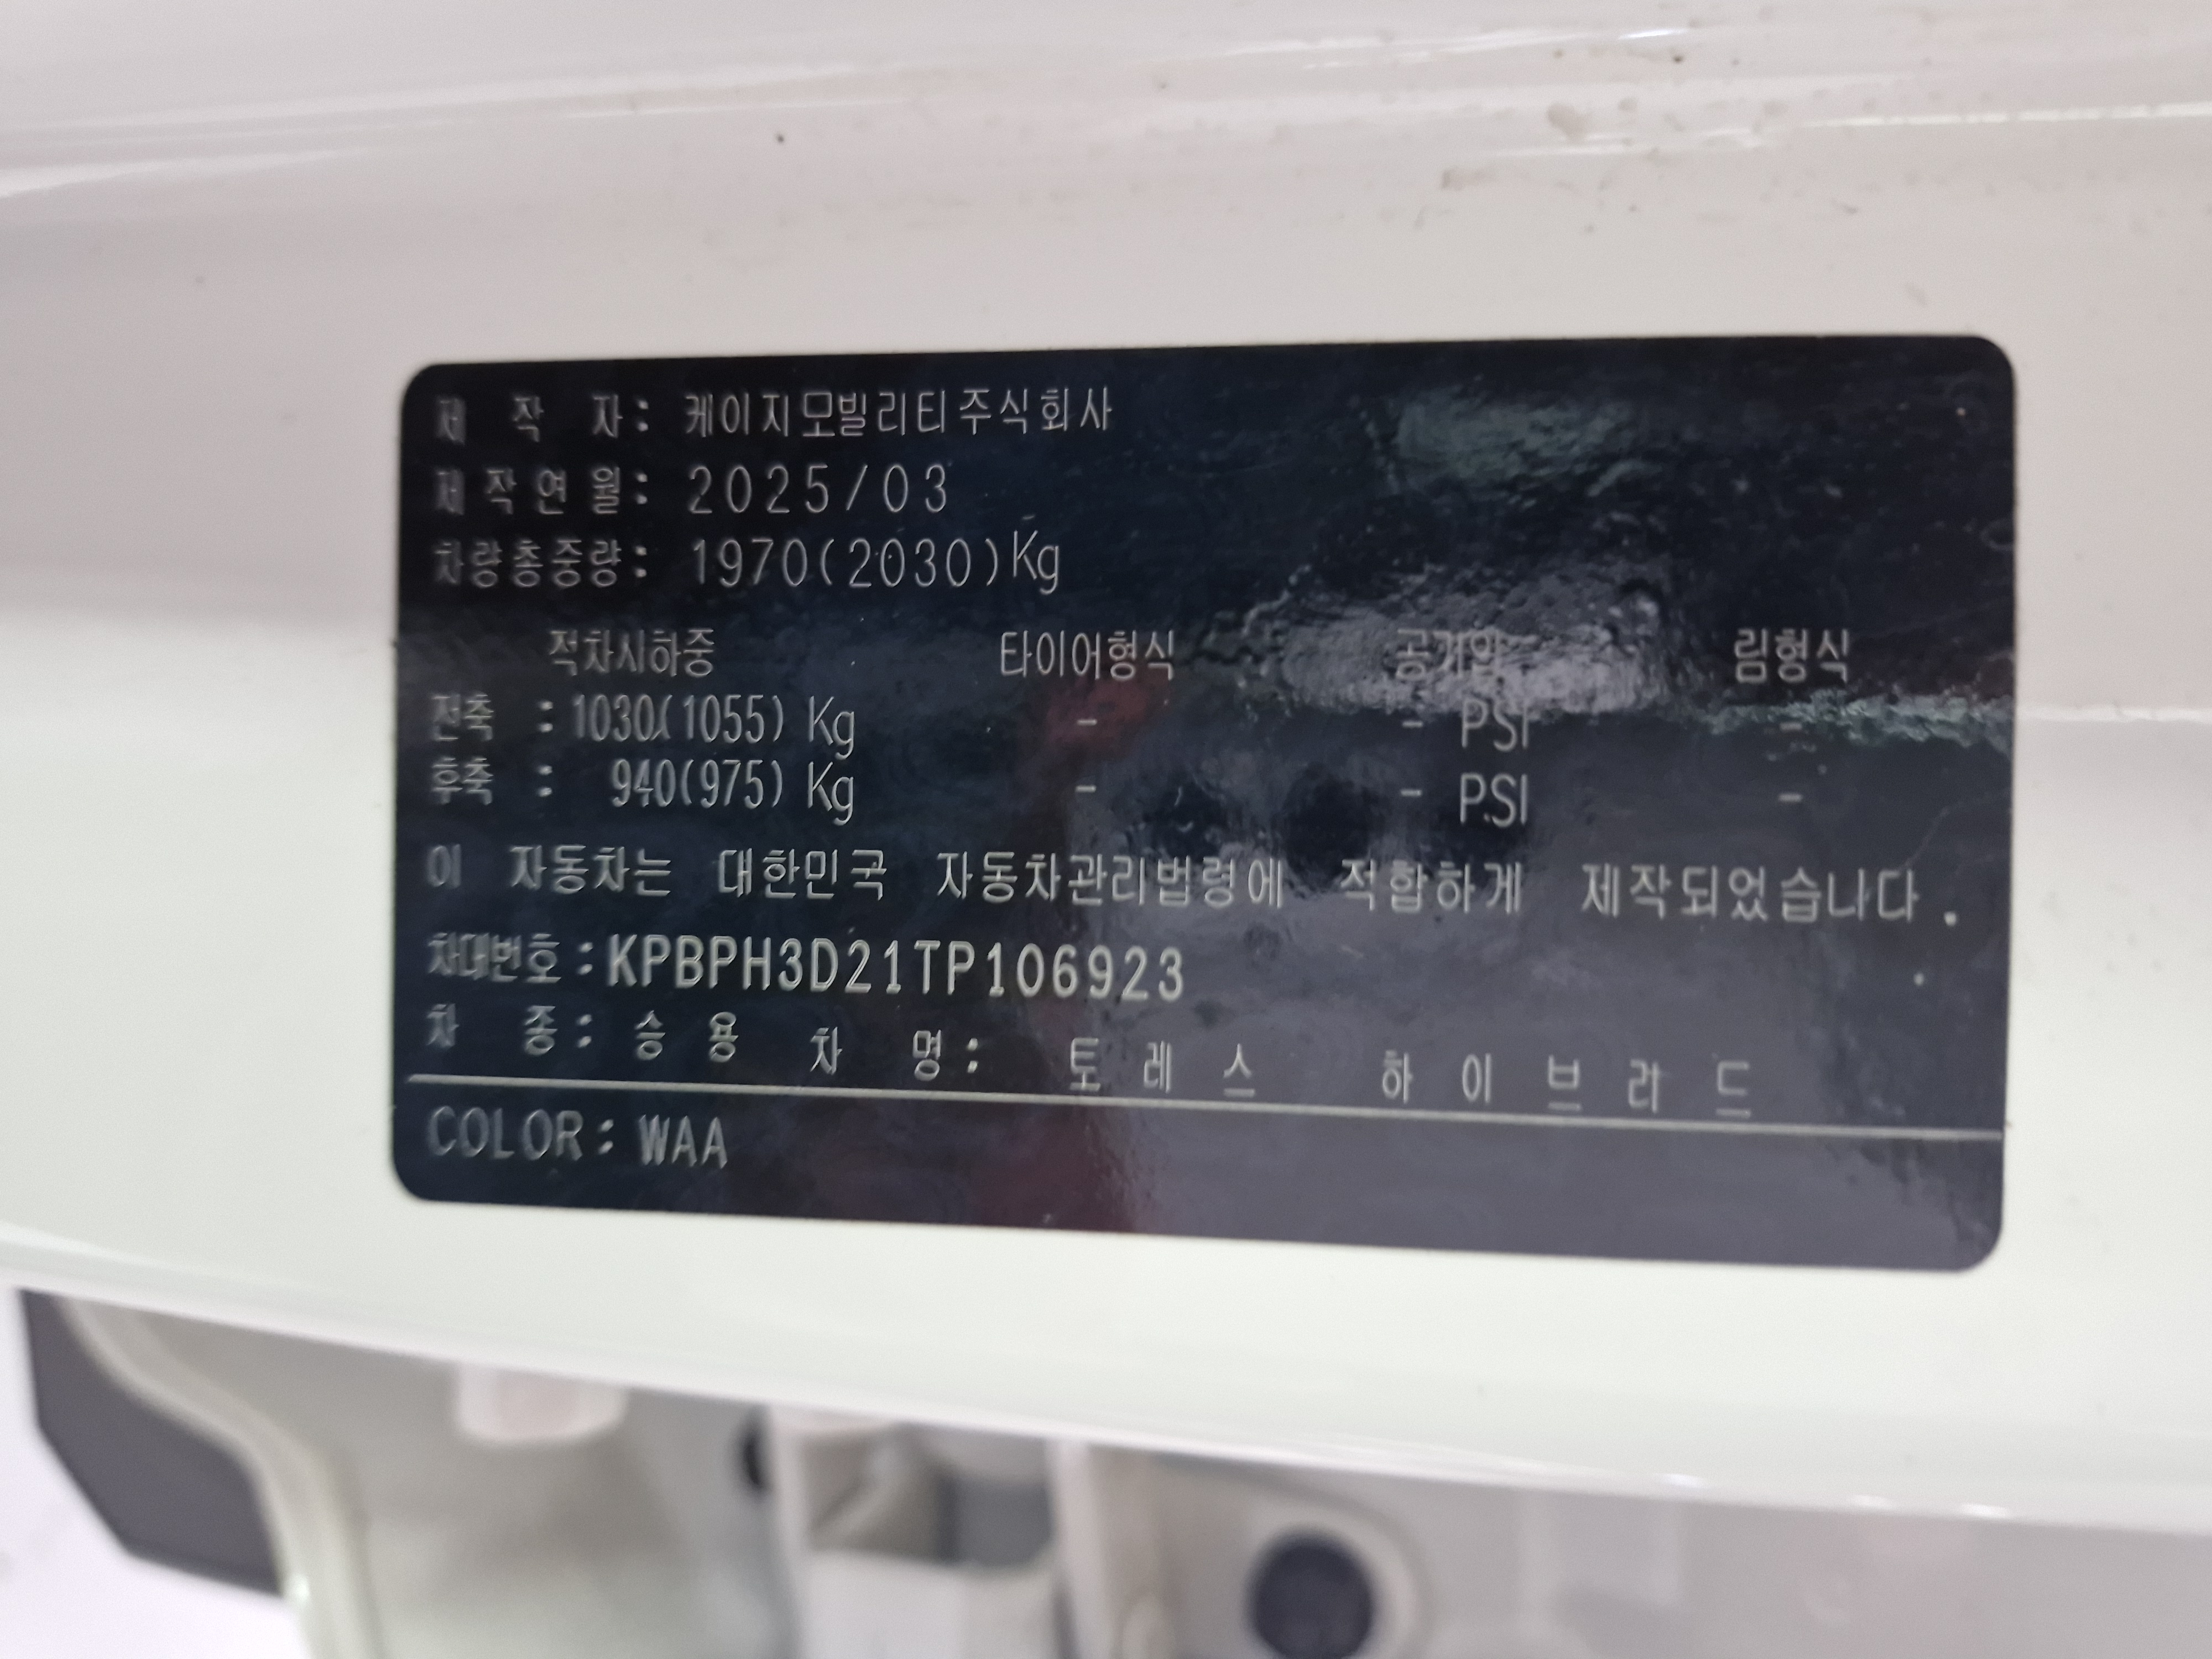 제 작 자: 케이지모빌리티주식회사
제작연월: 2025/03
차량총중량: 1970(2030)Kg
적차시하중 타이어형식 공기압 림형식
전축 : 1030(1055) Kg - - PSI -
후축 : 940(975) Kg - - PSI -
이 자동차는 대한민국 자동차관리법령에 적합하게 제작되었습니다.
차대번호:KPBPH3D21TP106923
차 종: 승 용 차 명: 토 레 스 하 이 브 리 드
COLOR: WAA